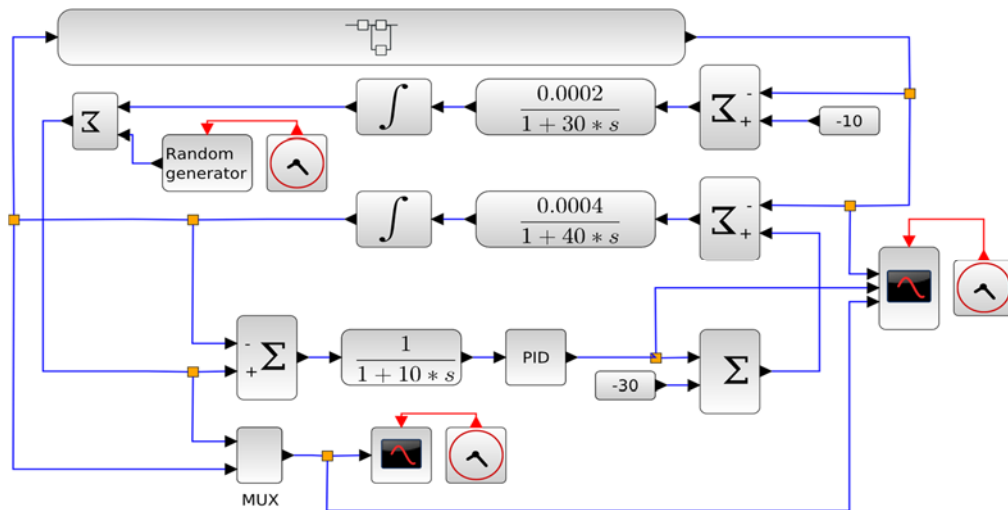 0.0002
1 + 30 * s
-
Σ
+
-10
Σ
Random
generator
∫
0.0004
1 + 40 * s
∫
-
Σ
+
-
+ Σ
1
1 + 10 * s
PID
-30
Σ
MUX